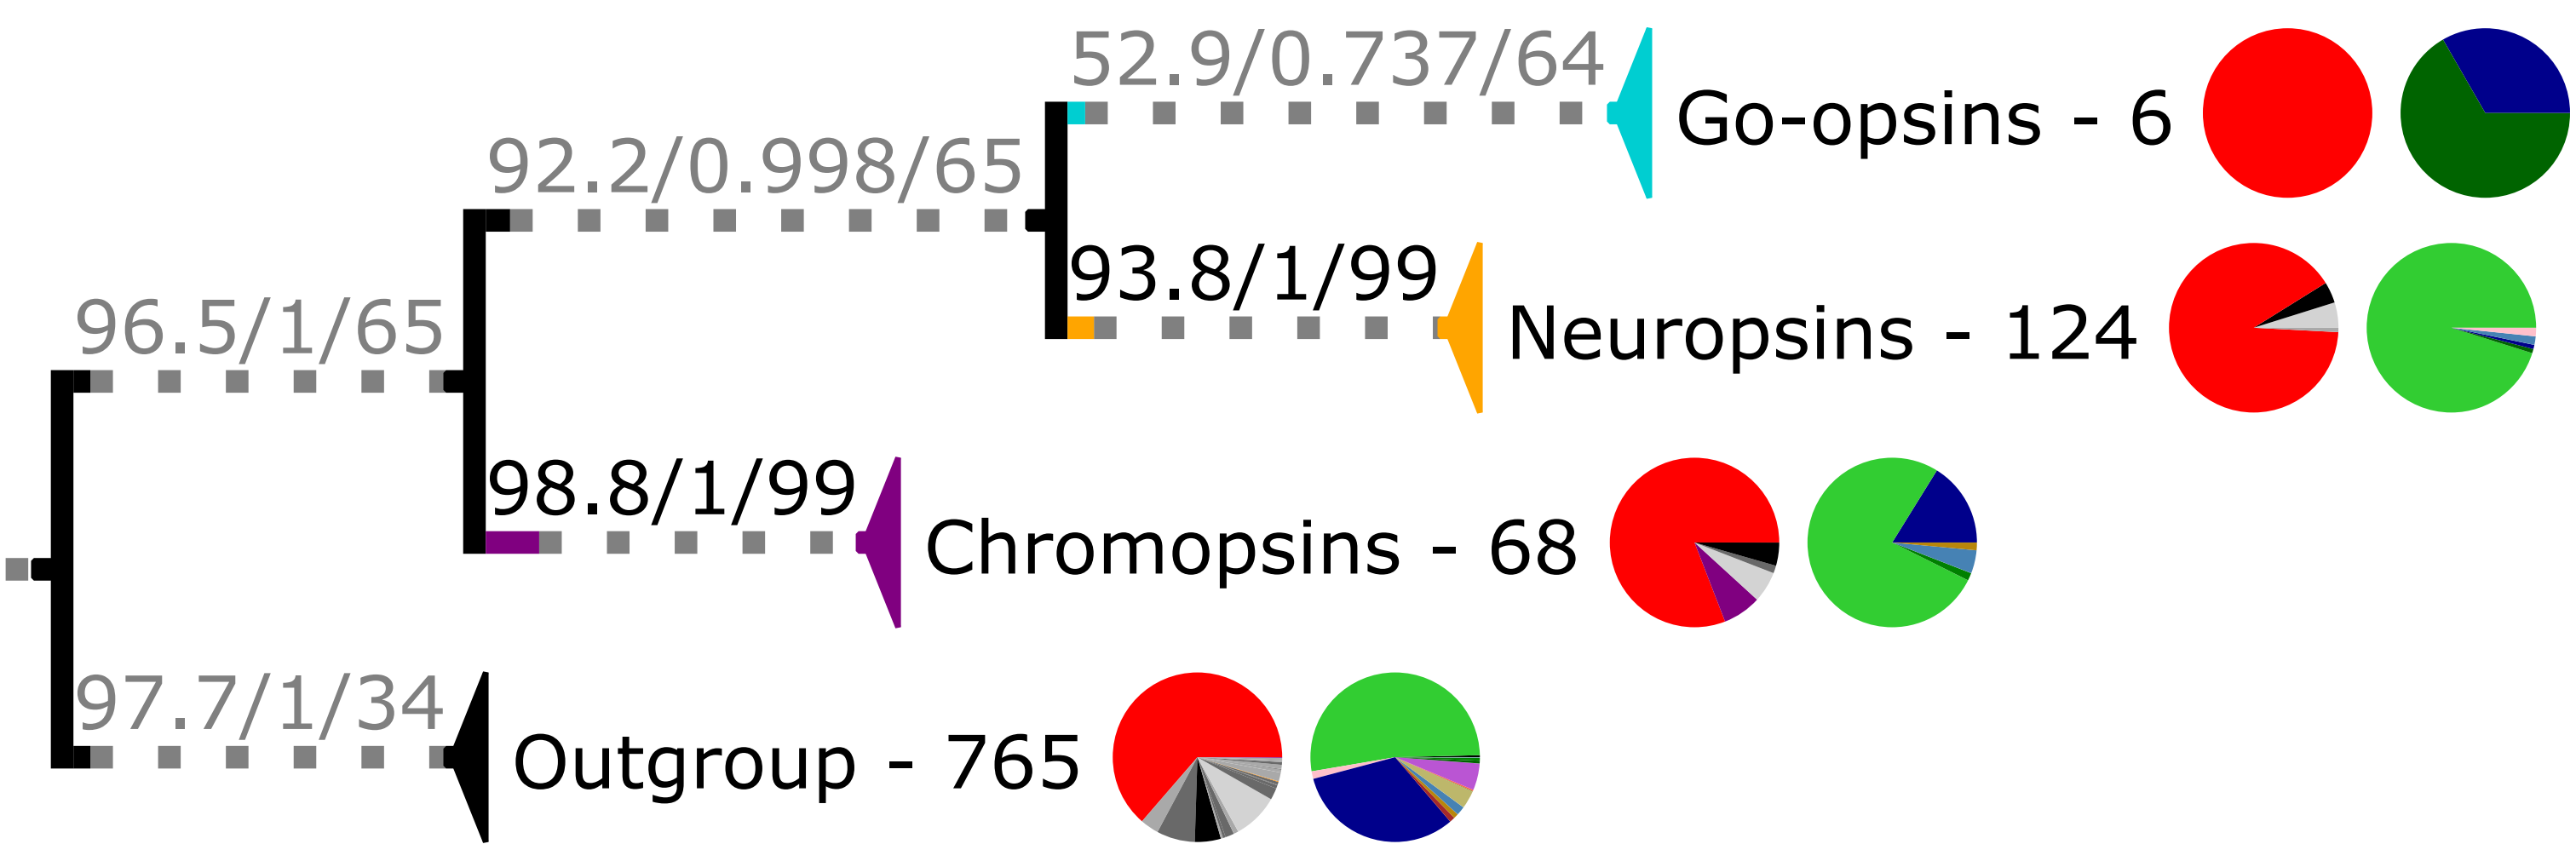 52.9/0.737/64
Go-opsins - 6
92.2/0.998/65
93.8/1/99
Neuropsins - 124
96.5/1/65
98.8/1/99
Chromopsins - 68
97.7/1/34
Outgroup - 765